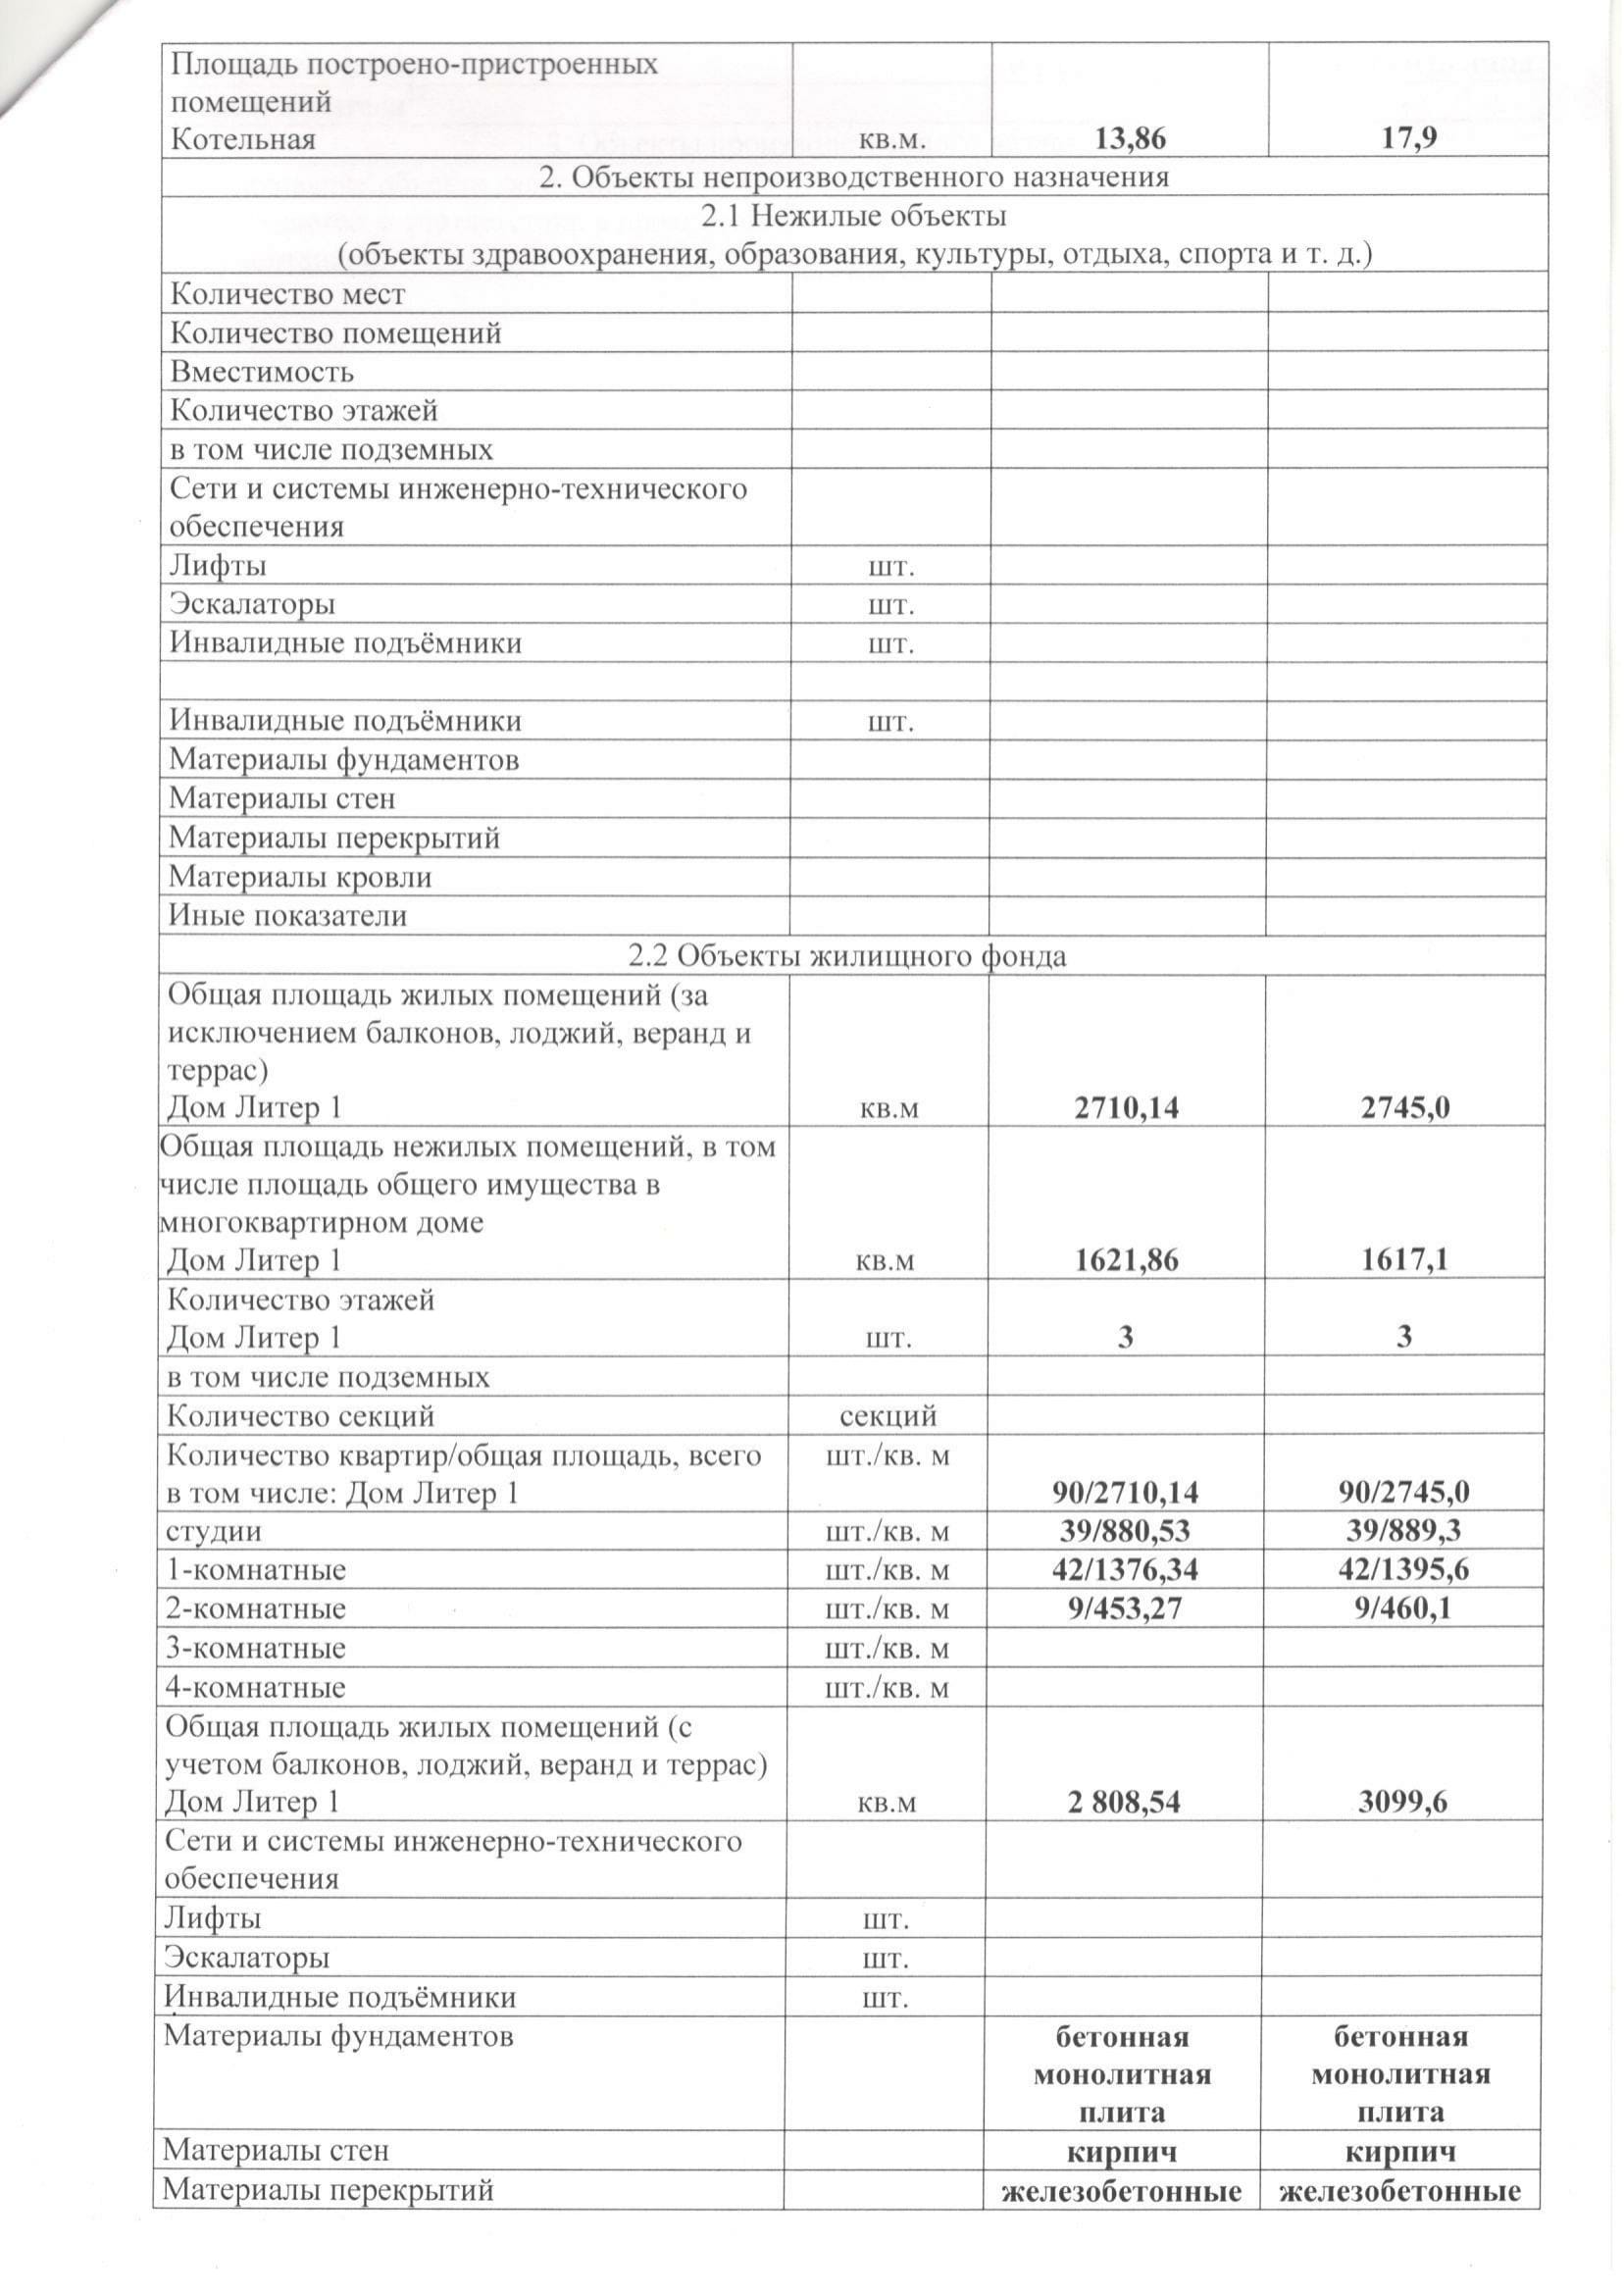 Площадь построено-пристроенных
помещений
Котельная кв.м. 13,86 17,9
2. Объекты непроизводственного назначения
2.1 Нежилые объекты
(объекты здравоохранения, образования, культуры, отдыха, спорта и т. д.)
Количество мест
Количество помещений
Вместимость
Количество этажей
в том числе подземных
Сети и системы инженерно-технического
обеспечения
Лифты шт.
Эскалаторы шт.
Инвалидные подъёмники шт.
Инвалидные подъёмники шт.
Материалы фундаментов
Материалы стен
Материалы перекрытий
Материалы кровли
Иные показатели
2.2 Объекты жилищного фонда
Общая площадь жилых помещений (за
исключением балконов, лоджий, веранд и
террас)
Дом Литер 1 кв.м 2710,14 2745,0
Общая площадь нежилых помещений, в том
числе площадь общего имущества в
многоквартирном доме
Дом Литер 1 кв.м 1621,86 1617,1
Количество этажей
Дом Литер 1 шт. 3 3
в том числе подземных
Количество секций секций
Количество квартир/общая площадь, всего шт./кв. м
в том числе: Дом Литер 1 90/2710,14 90/2745,0
студии шт./кв. м 39/880,53 39/889,3
1-комнатные шт./кв. м 42/1376,34 42/1395,6
2-комнатные шт./кв. м 9/453,27 9/460,1
3-комнатные шт./кв. м
4-комнатные шт./кв. м
Общая площадь жилых помещений (с
учетом балконов, лоджий, веранд и террас)
Дом Литер 1 кв.м 2 808,54 3099,6
Сети и системы инженерно-технического
обеспечения
Лифты шт.
Эскалаторы шт.
Инвалидные подъёмники шт.
Материалы фундаментов бетонная бетонная
монолитная монолитная
плита плита
Материалы стен кирпич кирпич
Материалы перекрытий железобетонные железобетонные